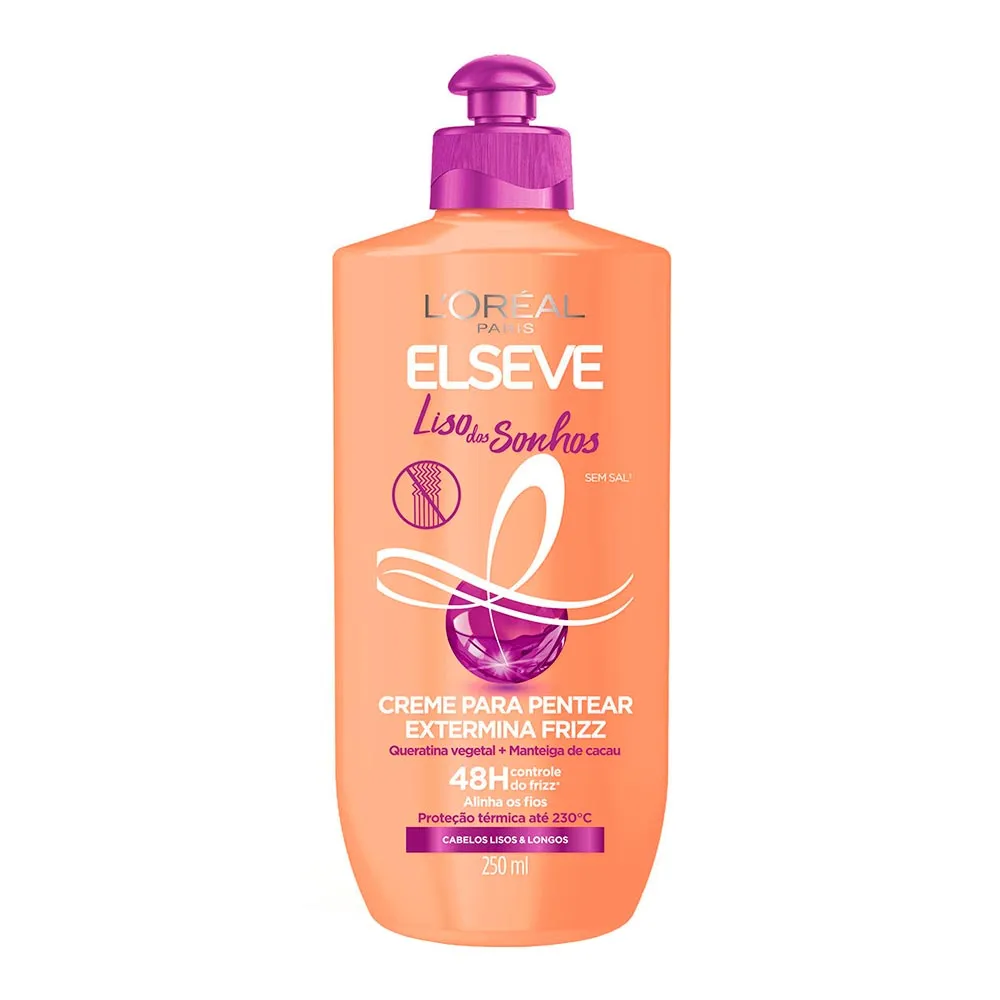 L'ORÉAL
PARIS
ELSEVE
Liso dos Sonhos
SEM SAL²
CREME PARA PENTEAR
EXTERMINA FRIZZ
Queratina vegetal + Manteiga de cacau
48H controle
do frizz*
Alinha os fios
Proteção térmica até 230°C
CABELOS LISOS & LONGOS
250 ml